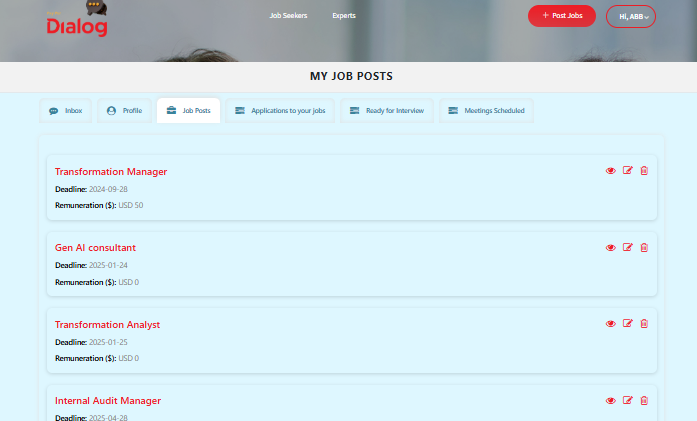 Dialog
Job Seekers
Experts
+ Post Jobs
Hi, ABB
MY JOB POSTS
Inbox
Profile
Job Posts
Applications to your jobs
Ready for Interview
Meetings Scheduled
Transformation Manager
Deadline: 2024-09-28
Remuneration ($): USD 50
Gen AI consultant
Deadline: 2025-01-24
Remuneration ($): USD 0
Transformation Analyst
Deadline: 2025-01-25
Remuneration ($): USD 0
Internal Audit Manager
Deadline: 2025-04-28